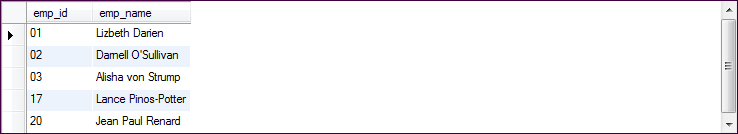 emp_id emp_name
01 Lizbeth Darien
02 Darnell O'Sullivan
03 Alisha von Strump
17 Lance Pinos-Potter
20 Jean Paul Renard